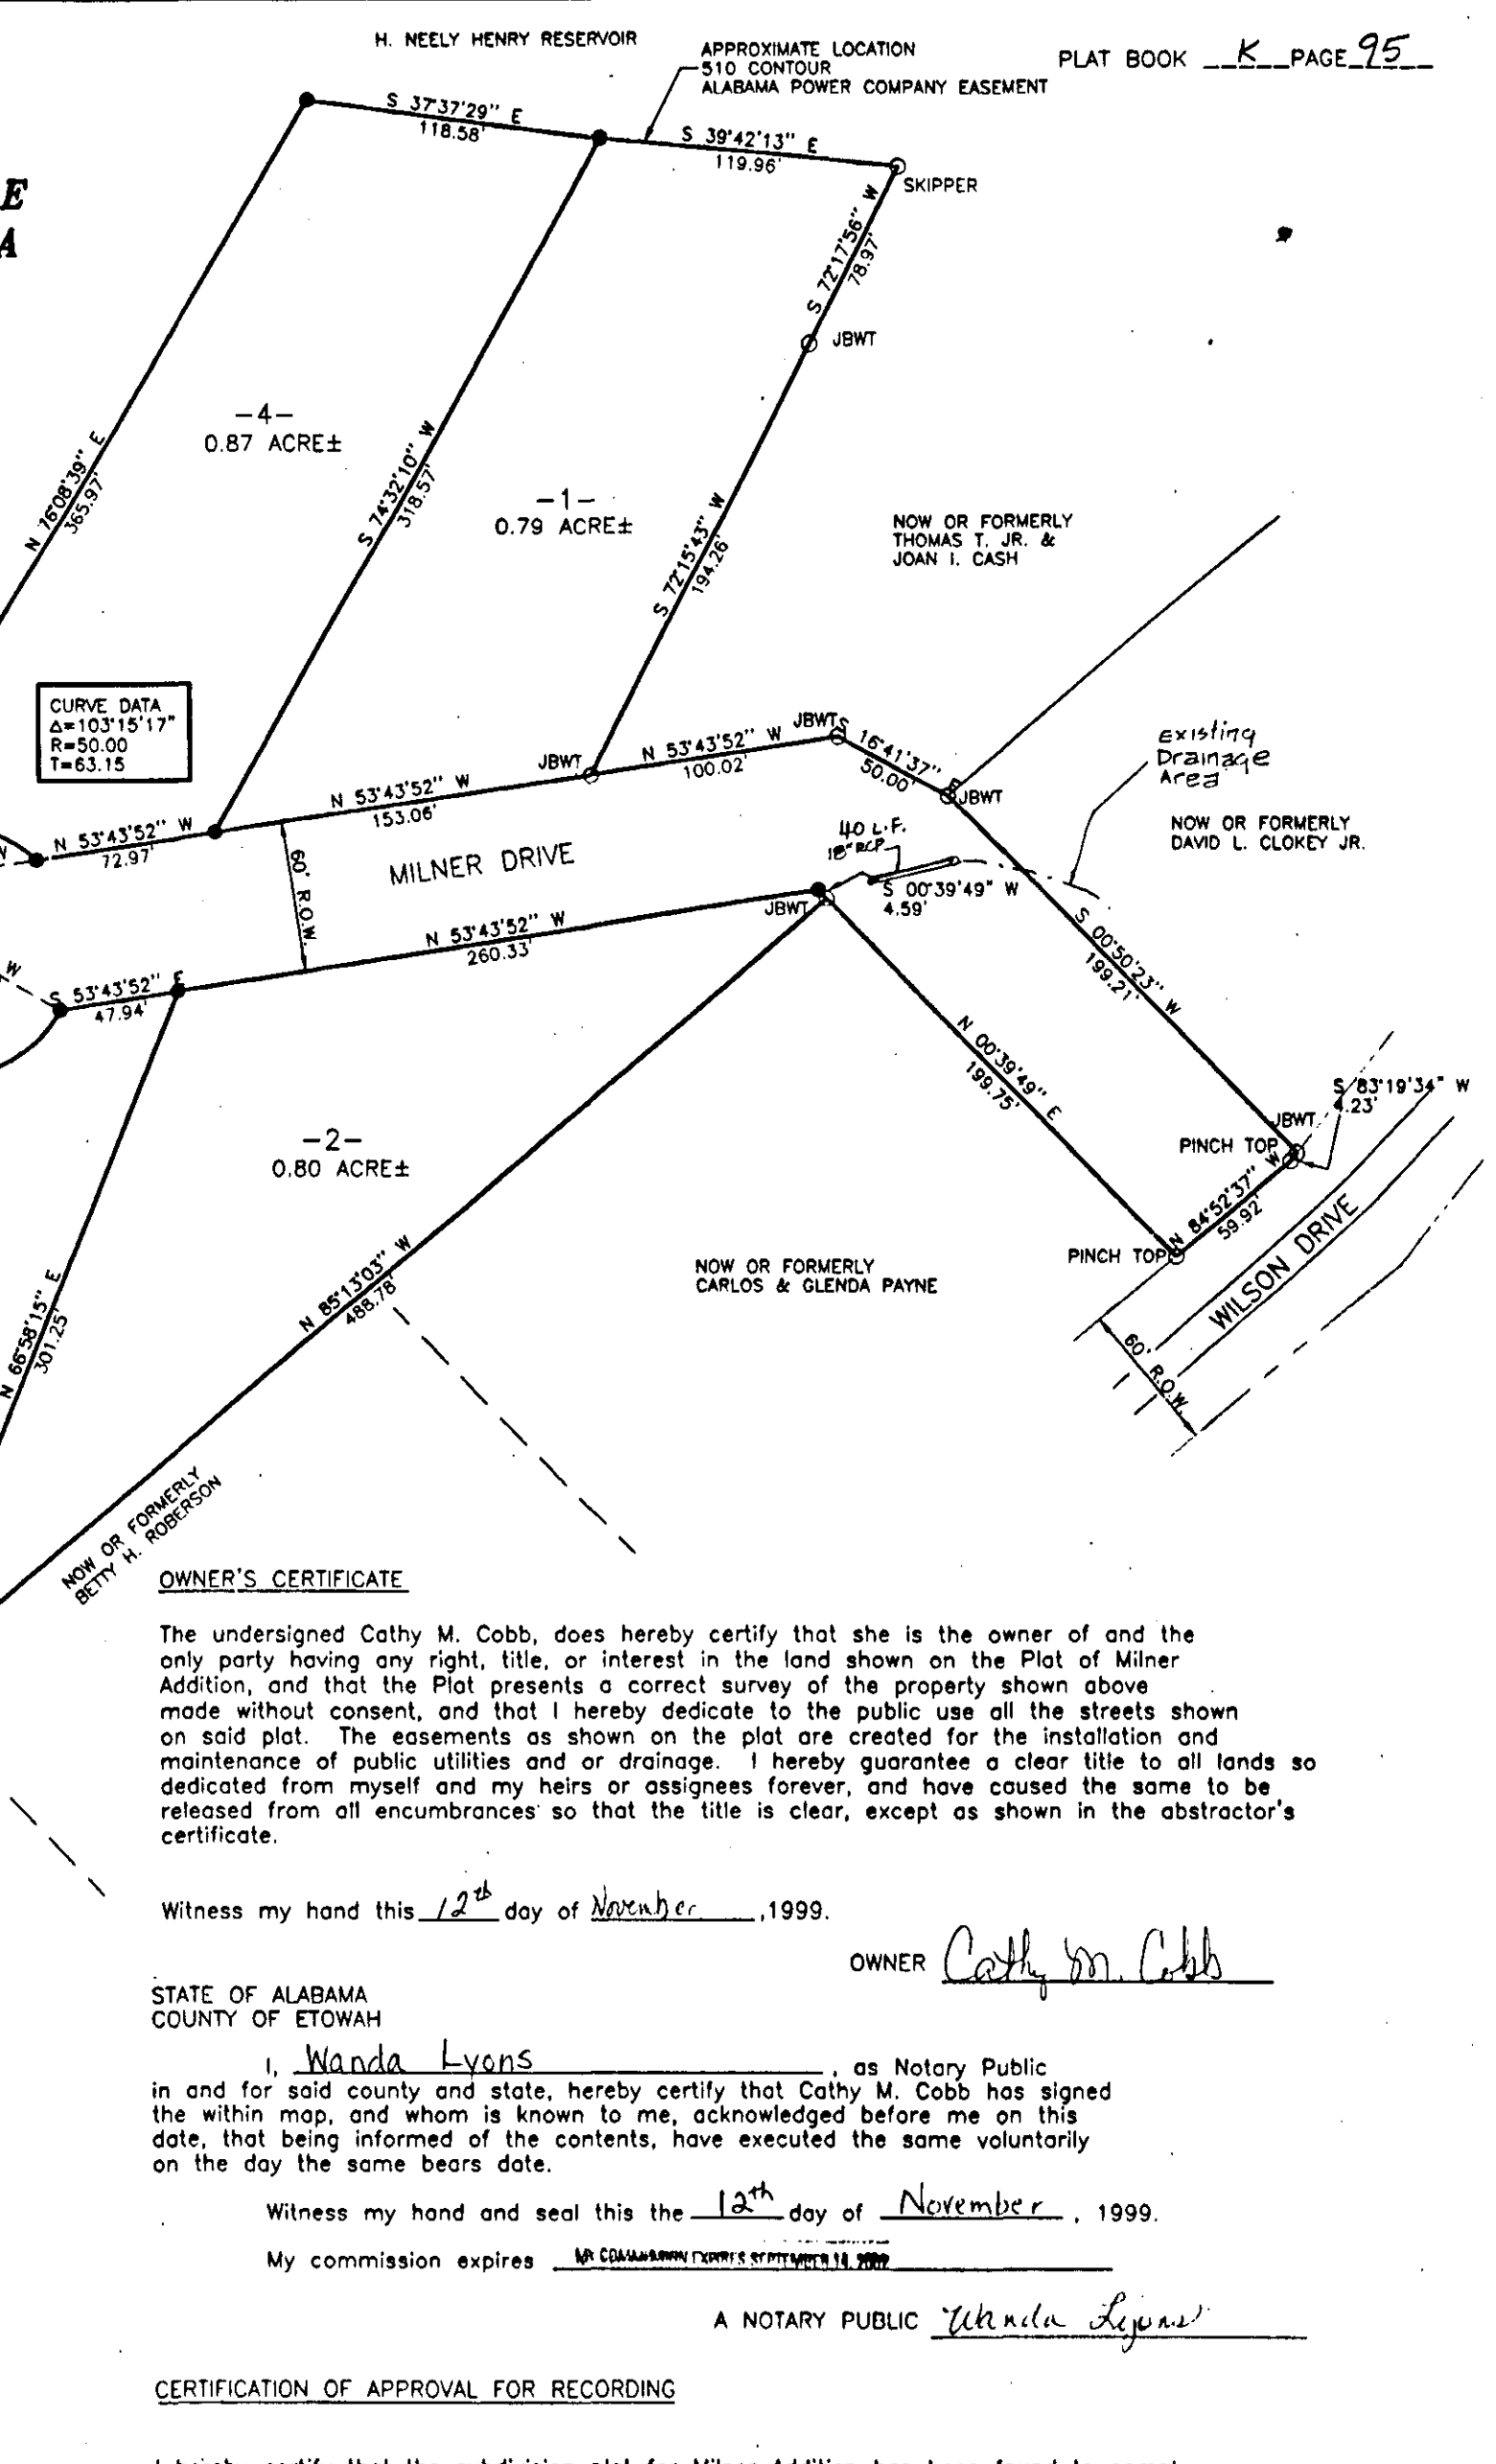 H. NEELY HENRY RESERVOIR
APPROXIMATE LOCATION
510 CONTOUR
ALABAMA POWER COMPANY EASEMENT
PLAT BOOK K PAGE 95
E
A
S 37°37'29" E
118.58'
S 39°42'13" E
119.96'
SKIPPER
S 72°17'56" W
78.97'
JBWT
-4-
0.87 ACRE±
N 76°08'39" E
365.97'
S 74°32'10" W
318.57'
-1-
0.79 ACRE±
S 72°15'43" W
194.26'
NOW OR FORMERLY
THOMAS T. JR. &
JOAN I. CASH
CURVE DATA
Δ=103°15'17"
R=50.00
T=63.15
JBWT
N 53°43'52" W
100.02'
JBWT
S 16°41'37" E
50.00'
JBWT
Existing
Drainage
Area
NOW OR FORMERLY
DAVID L. CLOKEY JR.
N 53°43'52" W
153.06'
W
N 53°43'52" W
72.97'
60' R.O.W.
MILNER DRIVE
40 L.F.
18" RCP
S 00°39'49" W
4.59'
JBWT
N 53°43'52" W
260.33'
W
S 53°43'52" E
47.94'
S 00°50'23" W
199.21'
N 00°39'49" E
199.75'
S 83°19'34" W
4.23'
JBWT
PINCH TOP
N 84°52'37" W
59.92'
PINCH TOP
WILSON DRIVE
60' R.O.W.
-2-
0.80 ACRE±
N 85°13'03" W
488.78'
NOW OR FORMERLY
CARLOS & GLENDA PAYNE
N 66°58'15" E
301.25'
NOW OR FORMERLY
BETTY H. ROBERSON
OWNER'S CERTIFICATE
The undersigned Cathy M. Cobb, does hereby certify that she is the owner of and the
only party having any right, title, or interest in the land shown on the Plat of Milner
Addition, and that the Plat presents a correct survey of the property shown above
made without consent, and that I hereby dedicate to the public use all the streets shown
on said plat. The easements as shown on the plat are created for the installation and
maintenance of public utilities and or drainage. I hereby guarantee a clear title to all lands so
dedicated from myself and my heirs or assignees forever, and have caused the same to be
released from all encumbrances so that the title is clear, except as shown in the abstractor's
certificate.
Witness my hand this 12th day of November ,1999.
OWNER Cathy M. Cobb
STATE OF ALABAMA
COUNTY OF ETOWAH
I, Wanda Lyons , as Notary Public
in and for said county and state, hereby certify that Cathy M. Cobb has signed
the within map, and whom is known to me, acknowledged before me on this
date, that being informed of the contents, have executed the same voluntarily
on the day the same bears date.
Witness my hand and seal this the 12th day of November , 1999.
My commission expires MY COMMISSION EXPIRES SEPTEMBER 14, 2002
A NOTARY PUBLIC Wanda Lyons
CERTIFICATION OF APPROVAL FOR RECORDING